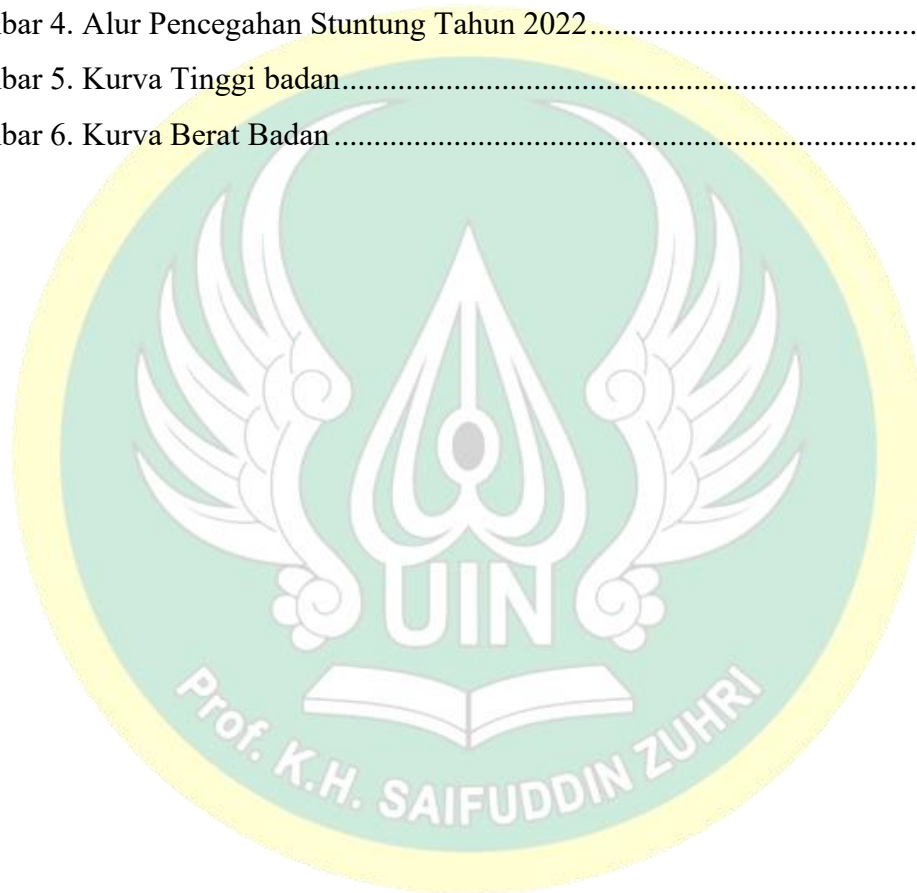 bar 4. Alur Pencegahan Stuntung Tahun 2022........................................
bar 5. Kurva Tinggi badan........................................................................
bar 6. Kurva Berat Badan.........................................................................
UIN
Prof. K.H. SAIFUDDIN ZUHRI